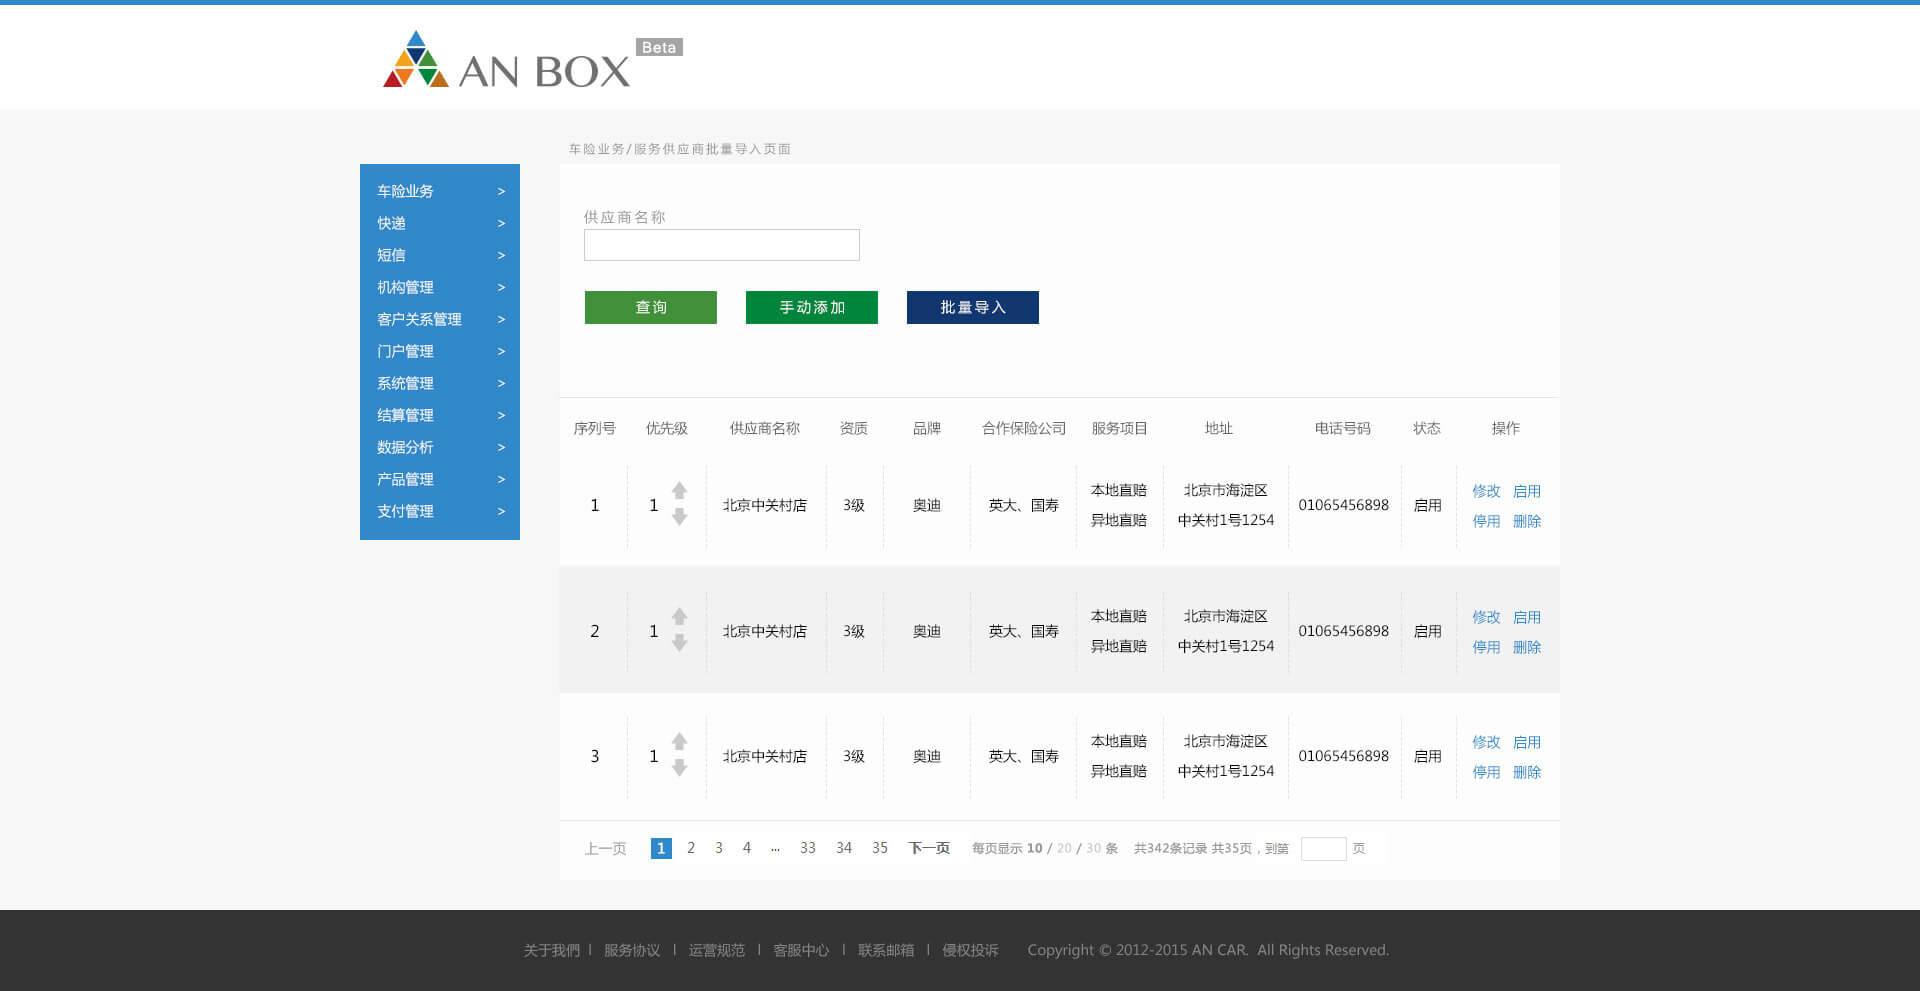 AN BOX Beta
车险业务/服务供应商批量导入页面
车险业务 >
快递 >
短信 >
机构管理 >
客户关系管理 >
门户管理 >
系统管理 >
结算管理 >
数据分析 >
产品管理 >
支付管理 >
供应商名称
查询 手动添加 批量导入
序列号 优先级 供应商名称 资质 品牌 合作保险公司 服务项目 地址 电话号码 状态 操作
本地直赔 北京市海淀区 修改 启用
1 1 北京中关村店 3级 奥迪 英大、国寿 01065456898 启用
异地直赔 中关村1号1254 停用 删除
本地直赔 北京市海淀区 修改 启用
2 1 北京中关村店 3级 奥迪 英大、国寿 01065456898 启用
异地直赔 中关村1号1254 停用 删除
本地直赔 北京市海淀区 修改 启用
3 1 北京中关村店 3级 奥迪 英大、国寿 01065456898 启用
异地直赔 中关村1号1254 停用 删除
上一页 1 2 3 4 ... 33 34 35 下一页 每页显示 10 / 20 / 30 条 共342条记录 共35页，到第 页
关于我們 | 服务协议 | 运营规范 | 客服中心 | 联系邮箱 | 侵权投诉 Copyright © 2012-2015 AN CAR. All Rights Reserved.